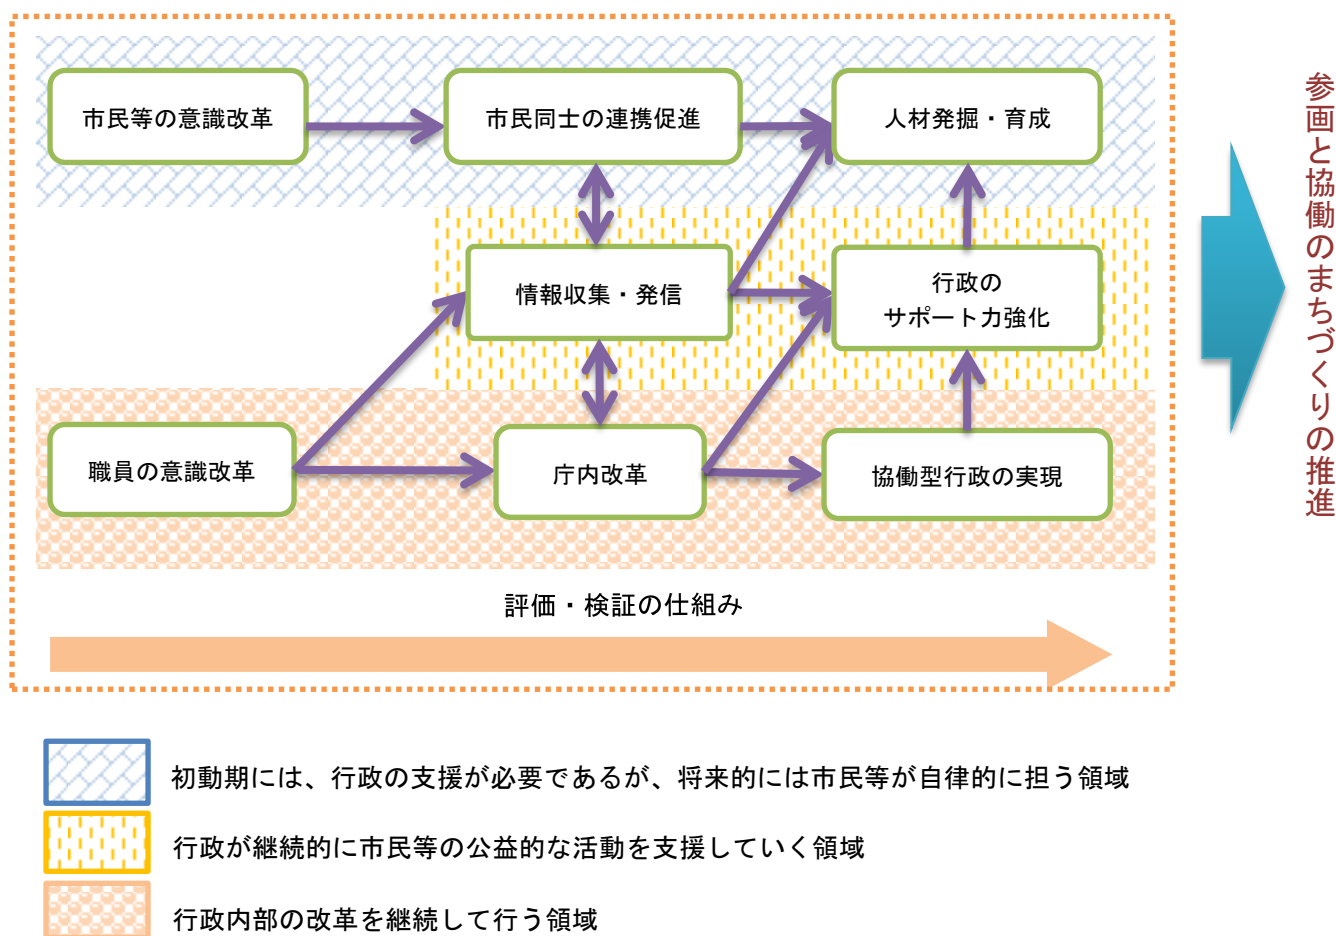 市民等の意識改革
市民同士の連携促進
人材発掘・育成
情報収集・発信
行政の
サポート力強化
職員の意識改革
庁内改革
協働型行政の実現
評価・検証の仕組み
参画と協働のまちづくりの推進
初動期には、行政の支援が必要であるが、将来的には市民等が自律的に担う領域
行政が継続的に市民等の公益的な活動を支援していく領域
行政内部の改革を継続して行う領域